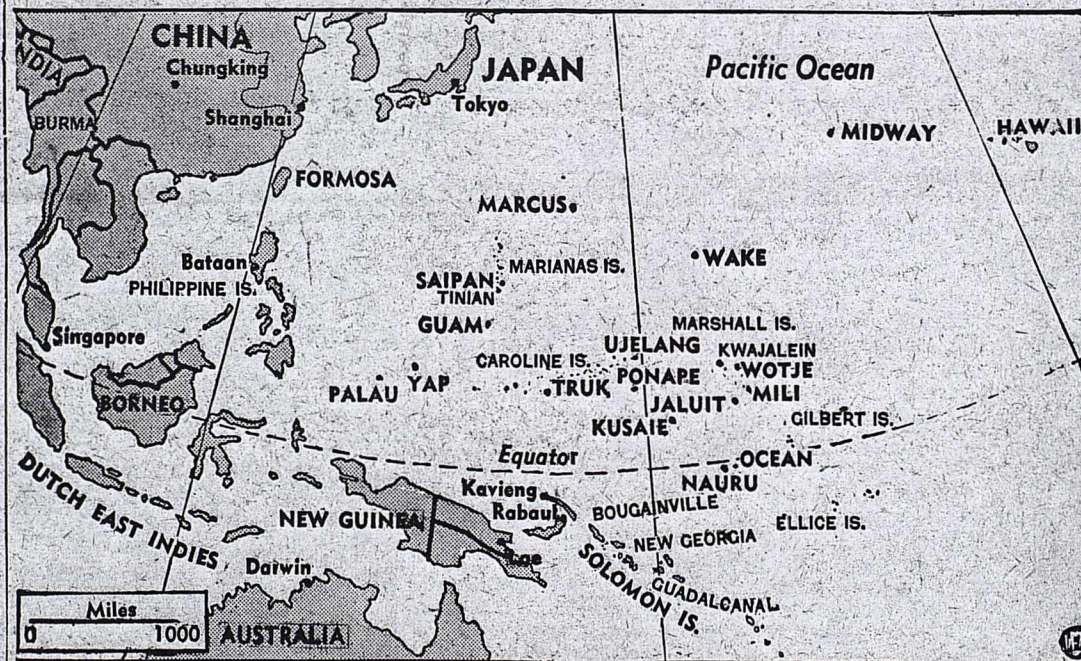 CHINA
INDIA
Chungking
JAPAN
Pacific Ocean
Tokyo
Shanghai
BURMA
MIDWAY
HAWAII
FORMOSA
MARCUS
WAKE
Bataan
MARIANAS IS.
SAIPAN
TINIAN
PHILIPPINE IS.
GUAM
MARSHALL IS.
Singapore
UJELANG
KWAJALEIN
CAROLINE IS.
WOTJE
PONAPE
YAP
TRUK
PALAU
MILI
JALUIT
BORNEO
GILBERT IS.
KUSAIE
Equator
OCEAN
NAURU
DUTCH EAST INDIES
Kavieng
Rabaul
BOUGAINVILLE
NEW GUINEA
ELLICE IS.
NEW GEORGIA
Lae
SOLOMON IS.
Darwin
GUADALCANAL
Miles
0 1000
AUSTRALIA